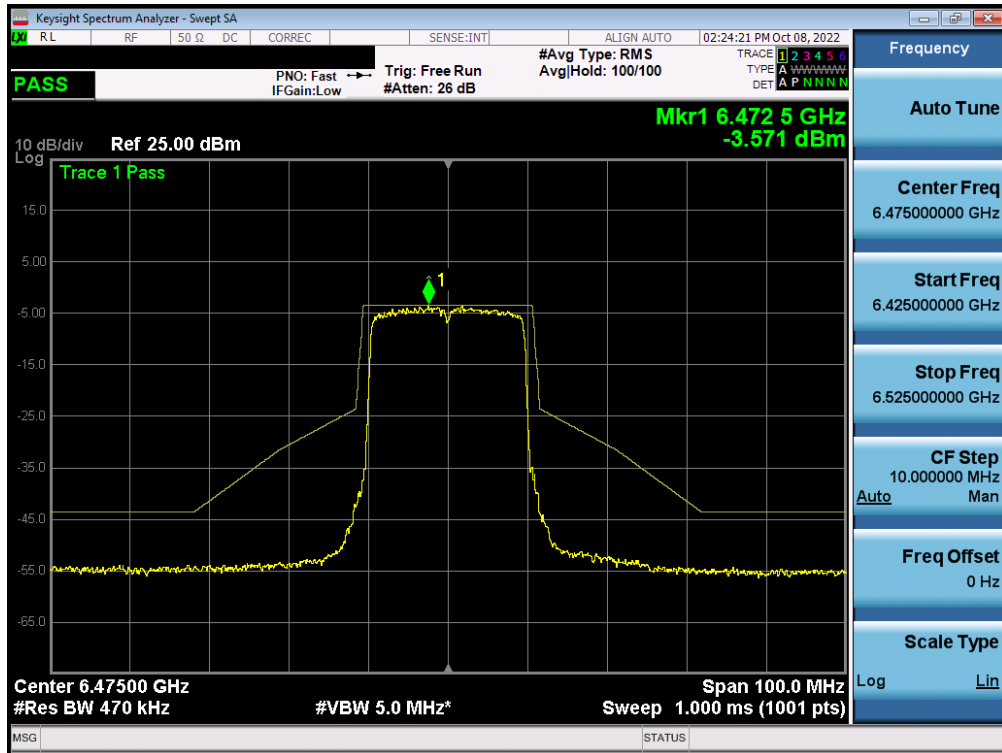 Keysight Spectrum Analyzer - Swept SA
LXI RL RF 50 Ω DC CORREC SENSE:INT ALIGN AUTO 02:24:21 PM Oct 08, 2022
PASS
PNO: Fast
IFGain:Low
Trig: Free Run
#Atten: 26 dB
#Avg Type: RMS
Avg|Hold: 100/100
TRACE 1 2 3 4 5 6
TYPE A WWWWW
DET A P N N N N
Mkr1 6.472 5 GHz
-3.571 dBm
10 dB/div Ref 25.00 dBm
Log
Trace 1 Pass
1
15.0
5.00
-5.00
-15.0
-25.0
-35.0
-45.0
-55.0
-65.0
Center 6.47500 GHz Span 100.0 MHz
#Res BW 470 kHz #VBW 5.0 MHz* Sweep 1.000 ms (1001 pts)
MSG STATUS
Frequency
Auto Tune
Center Freq
6.475000000 GHz
Start Freq
6.425000000 GHz
Stop Freq
6.525000000 GHz
CF Step
10.000000 MHz
Auto Man
Freq Offset
0 Hz
Scale Type
Log Lin